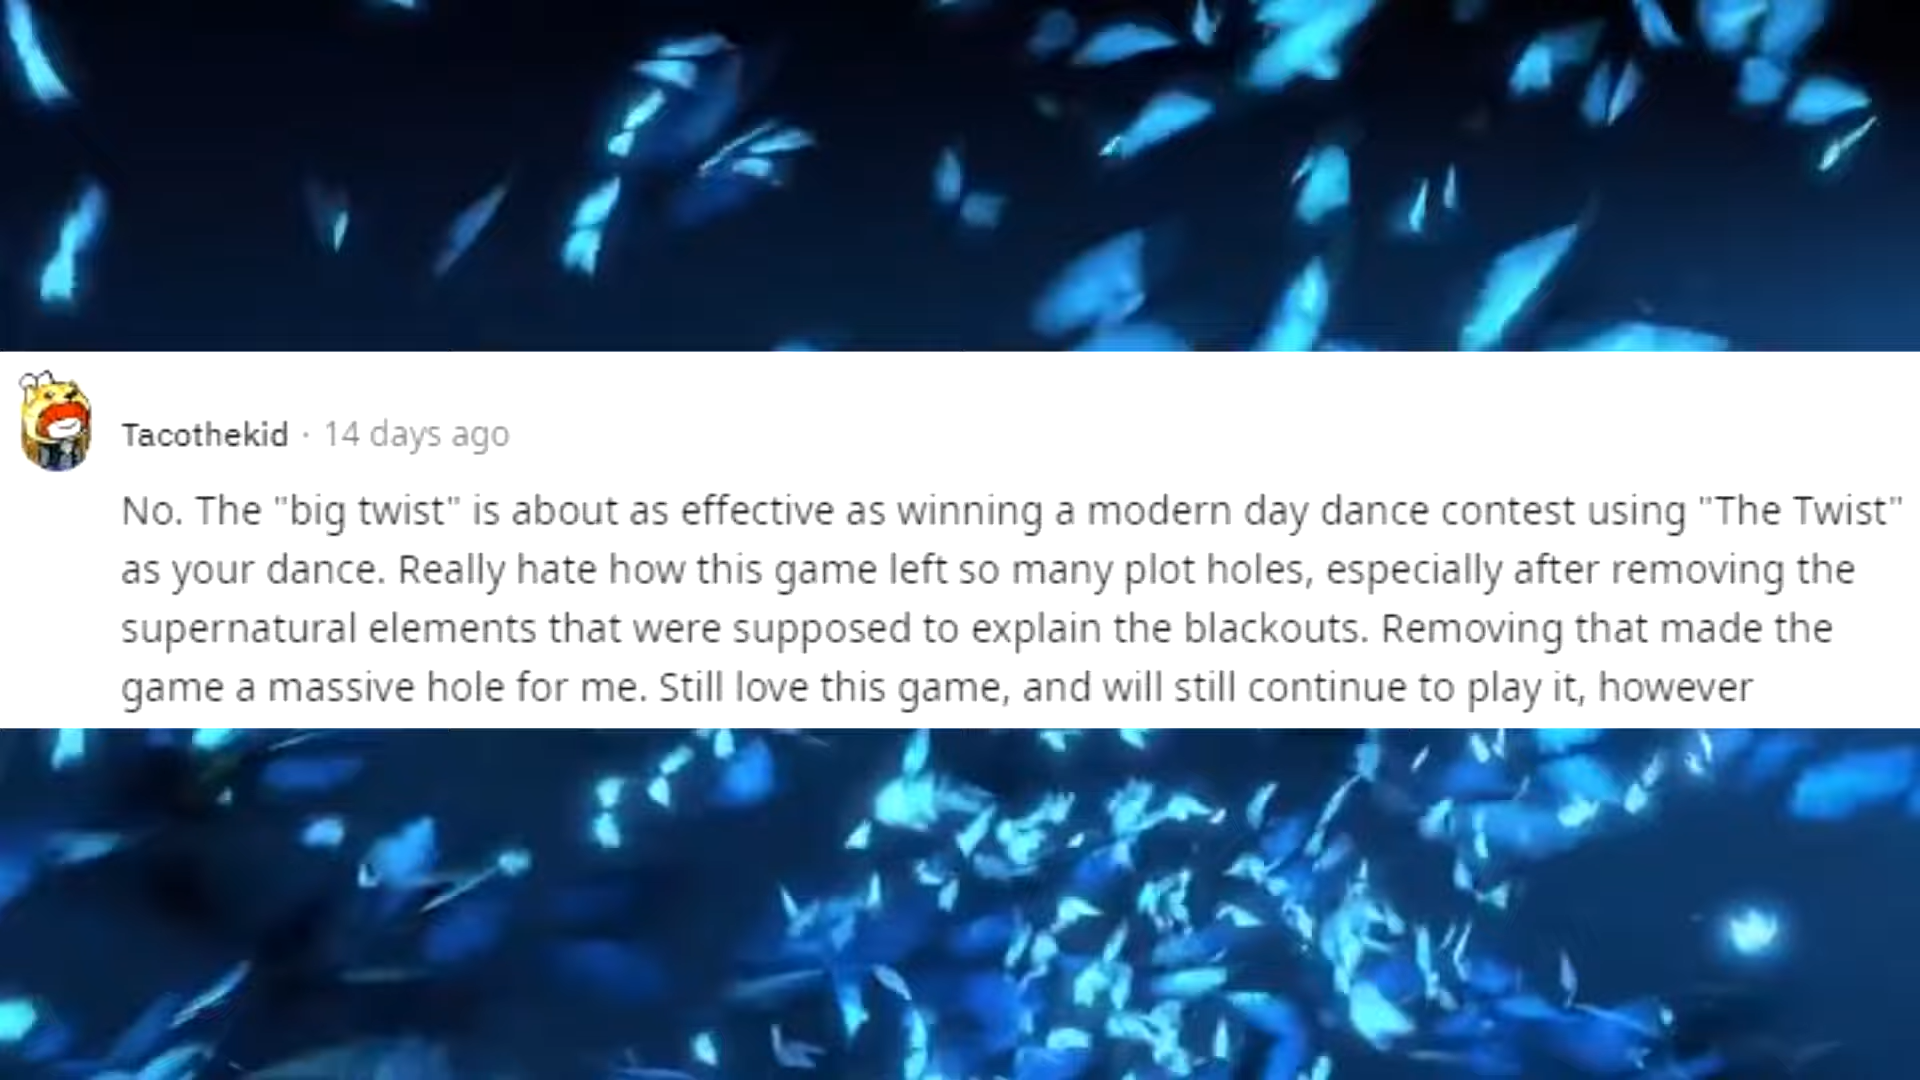 Tacothekid · 14 days ago
No. The "big twist" is about as effective as winning a modern day dance contest using "The Twist"
as your dance. Really hate how this game left so many plot holes, especially after removing the
supernatural elements that were supposed to explain the blackouts. Removing that made the
game a massive hole for me. Still love this game, and will still continue to play it, however